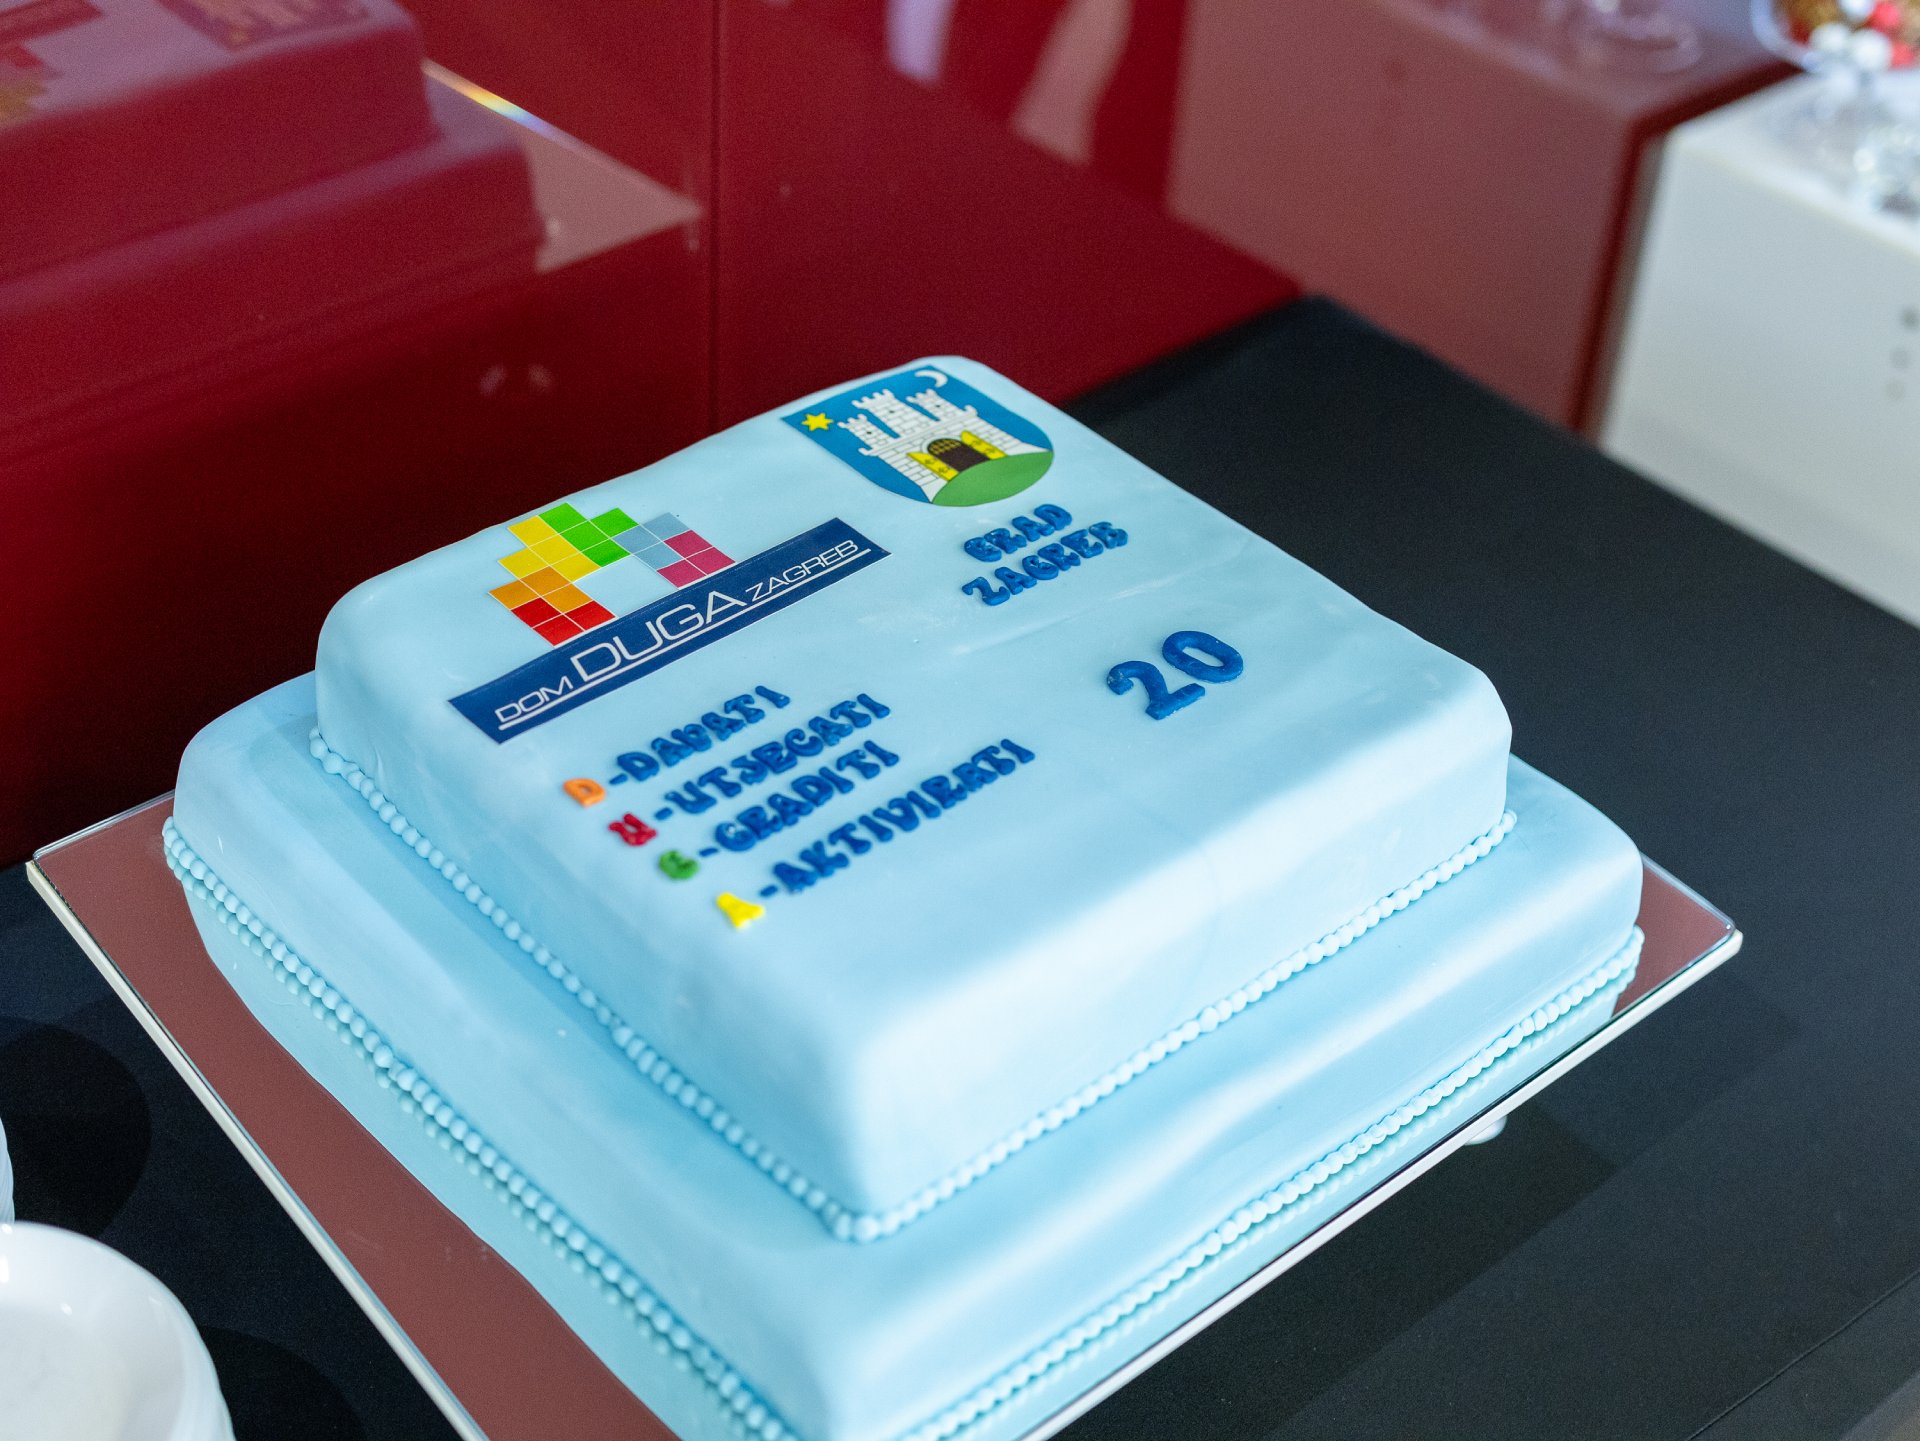 DOM DUGA ZAGREB
GRAD
ZAGREB
20
D-DAVATI
U-UTJECATI
G-GRADITI
A-AKTIVIRATI